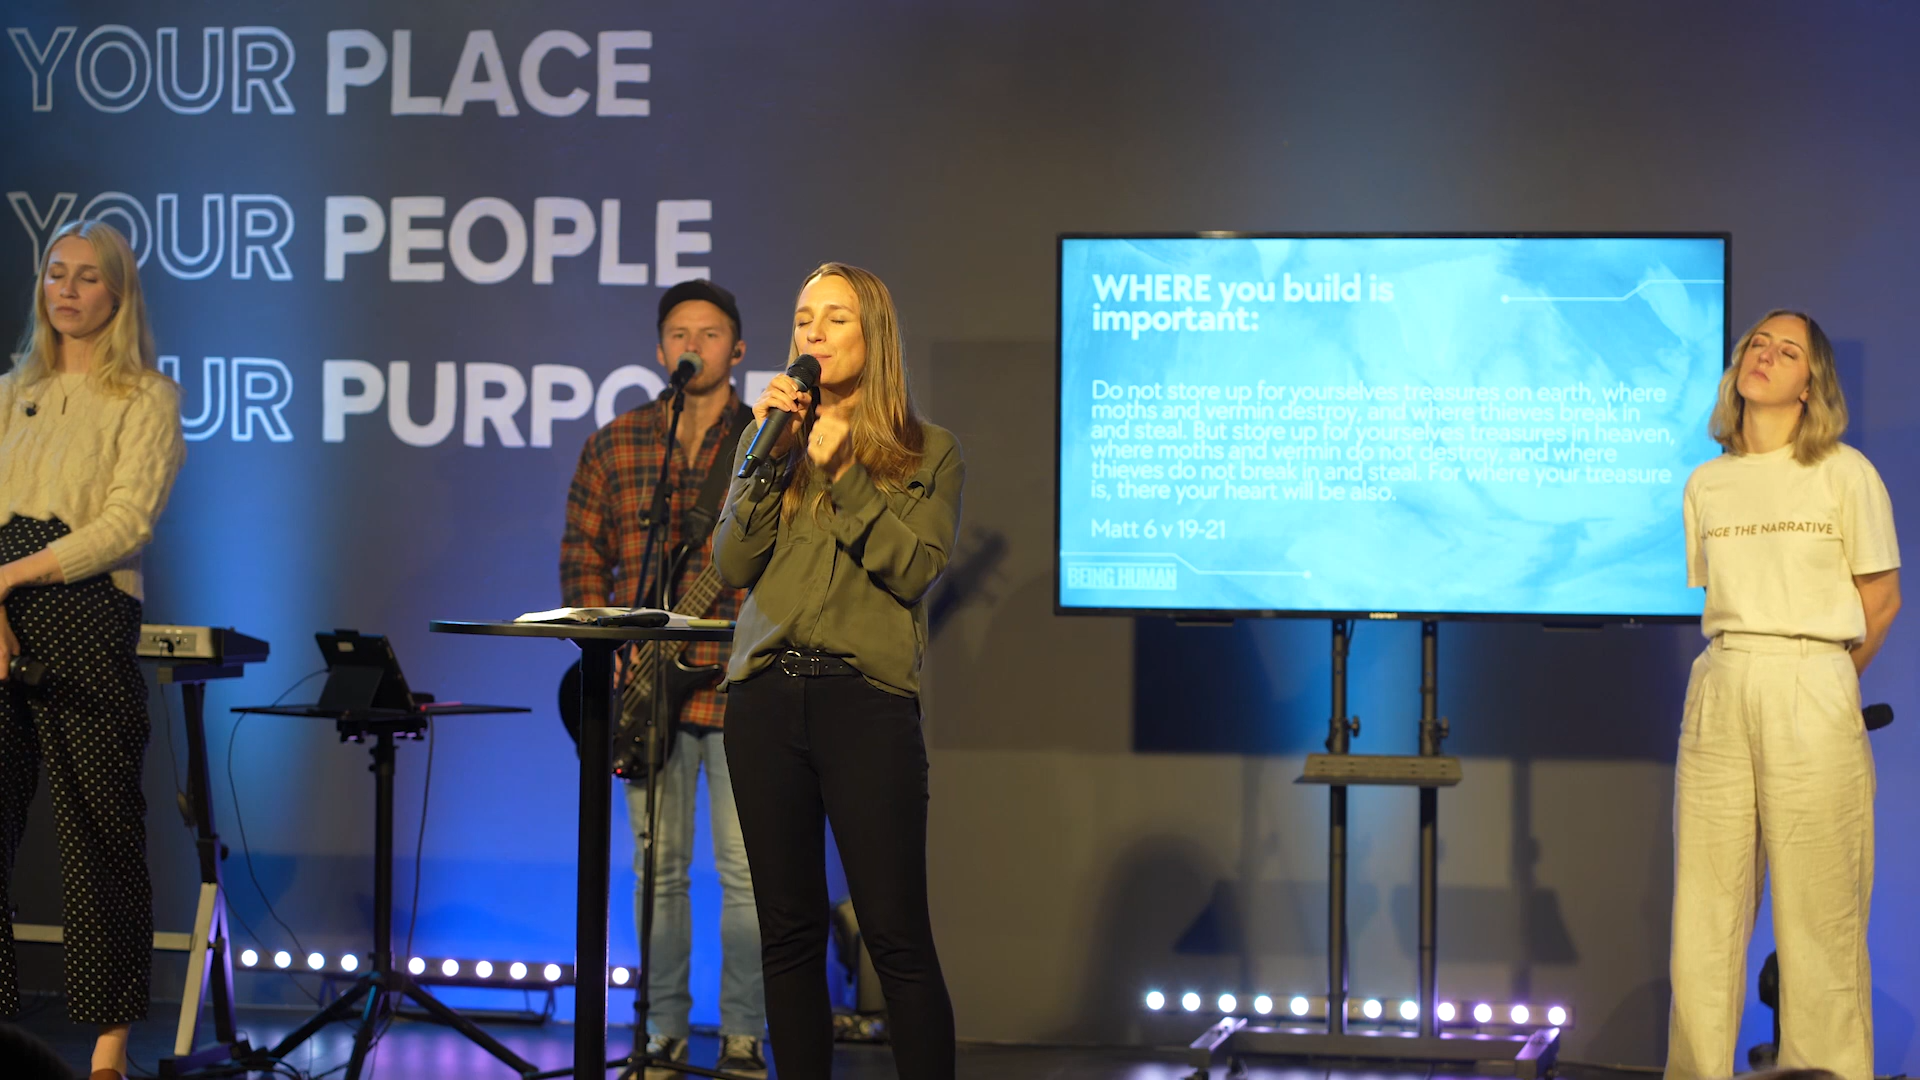 YOUR PLACE
YOUR PEOPLE
WHERE you build is
important:
Do not store up for yourselves treasures on earth, where
moths and vermin destroy, and where thieves break in
and steal. But store up for yourselves treasures in heaven,
where moths and vermin do not destroy, and where
thieves do not break in and steal. For where your treasure
is, there your heart will be also.
Matt 6 v 19-21
BEING HUMAN
YOUR PURPOSE
NGE THE NARRATIVE